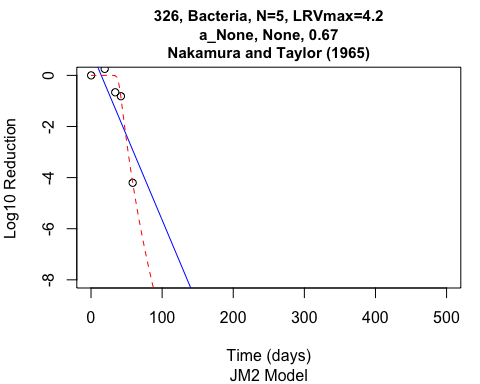 326, Bacteria, N=5, LRVmax=4.2
a_None, None, 0.67
Nakamura and Taylor (1965)
Log10 Reduction
0
-2
-4
-6
-8
0 100 200 300 400 500
Time (days)
JM2 Model